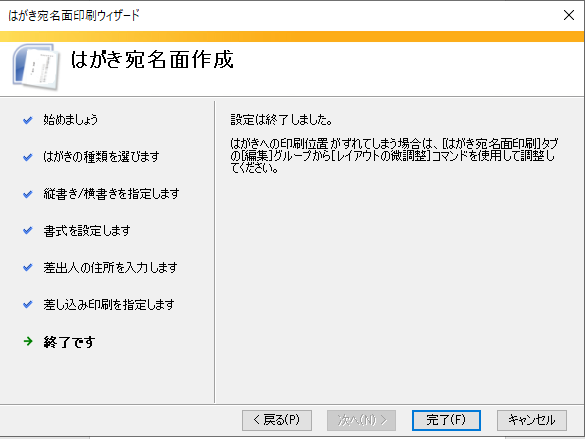 はがき宛名面印刷ウィザード
はがき宛名面作成
始めましょう
はがきの種類を選びます
縦書き/横書きを指定します
書式を設定します
差出人の住所を入力します
差し込み印刷を指定します
終了です
設定は終了しました。
はがきへの印刷位置がずれてしまう場合は、[はがき宛名面印刷]タブ
の[編集]グループから[レイアウトの微調整]コマンドを使用して調整し
てください。
< 戻る(P)
次へ(N) >
完了(F)
キャンセル